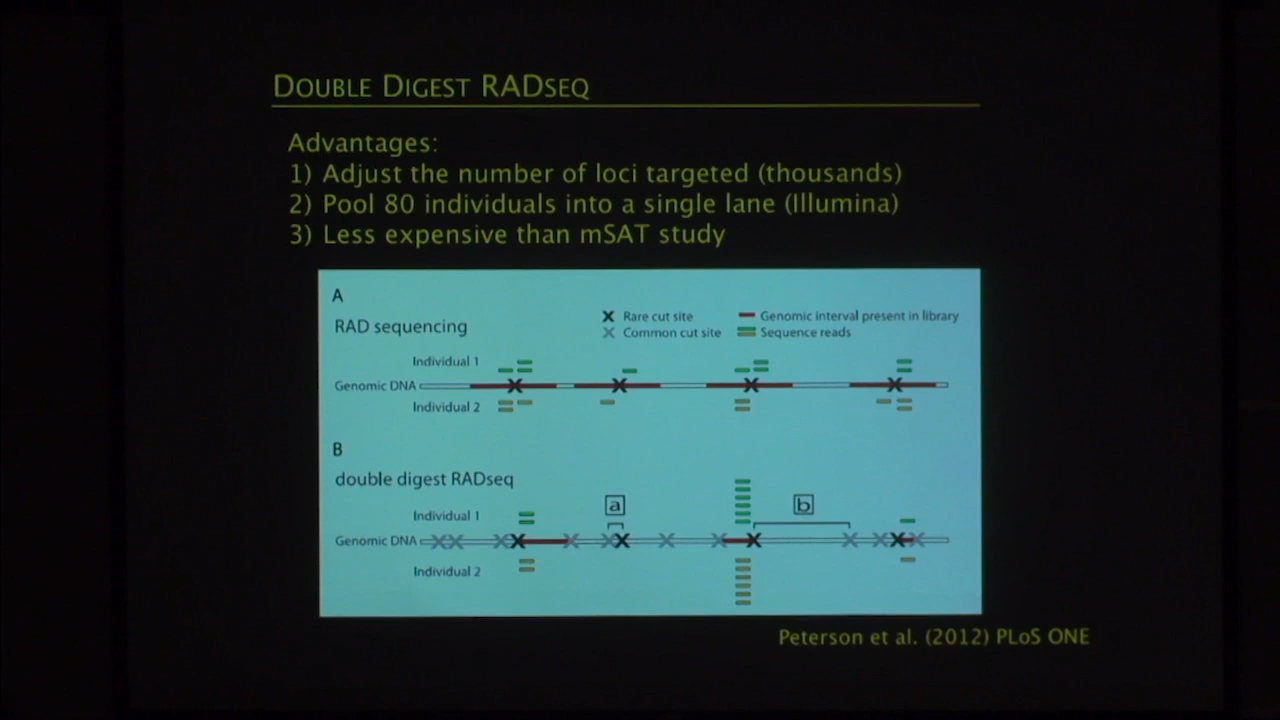 DOUBLE DIGEST RADSEQ
Advantages:
1) Adjust the number of loci targeted (thousands)
2) Pool 80 individuals into a single lane (Illumina)
3) Less expensive than mSAT study
A
RAD sequencing
Rare cut site
Genomic interval present in library
Common cut site
Sequence reads
Individual 1
Genomic DNA
Individual 2
B
double digest RADseq
a
b
Individual 1
Genomic DNA
Individual 2
Peterson et al. (2012) PLoS ONE